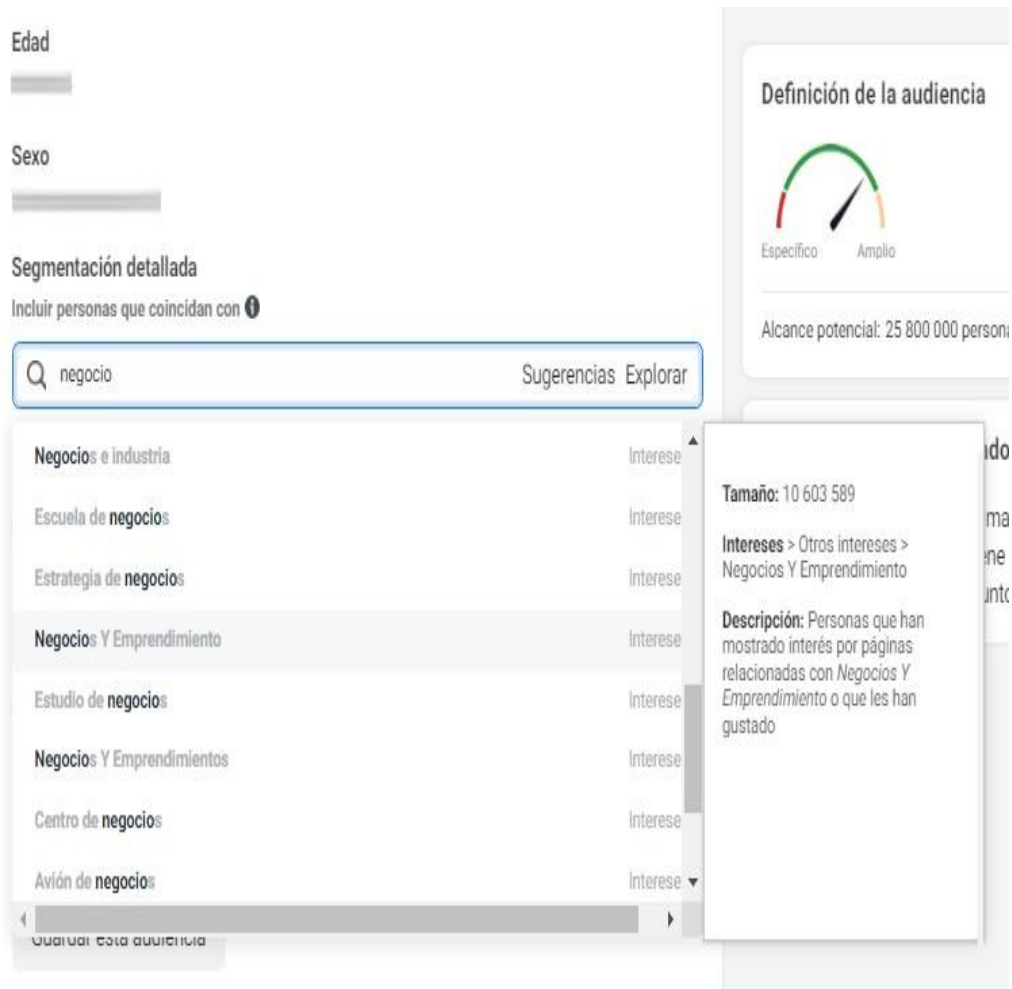 Edad
Sexo
Segmentación detallada
Incluir personas que coincidan con
negocio Sugerencias Explorar
Negocios e industria Interese
Escuela de negocios Interese
Estrategia de negocios Interese
Negocios Y Emprendimiento Interese
Estudio de negocios Interese
Negocios Y Emprendimientos Interese
Centro de negocios Interese
Avión de negocios Interese
Guardar esta audiencia
Definición de la audiencia
Específico Amplio
Alcance potencial: 25 800 000 persona
Tamaño: 10 603 589
Intereses > Otros intereses >
Negocios Y Emprendimiento
Descripción: Personas que han
mostrado interés por páginas
relacionadas con Negocios Y
Emprendimiento o que les han
gustado